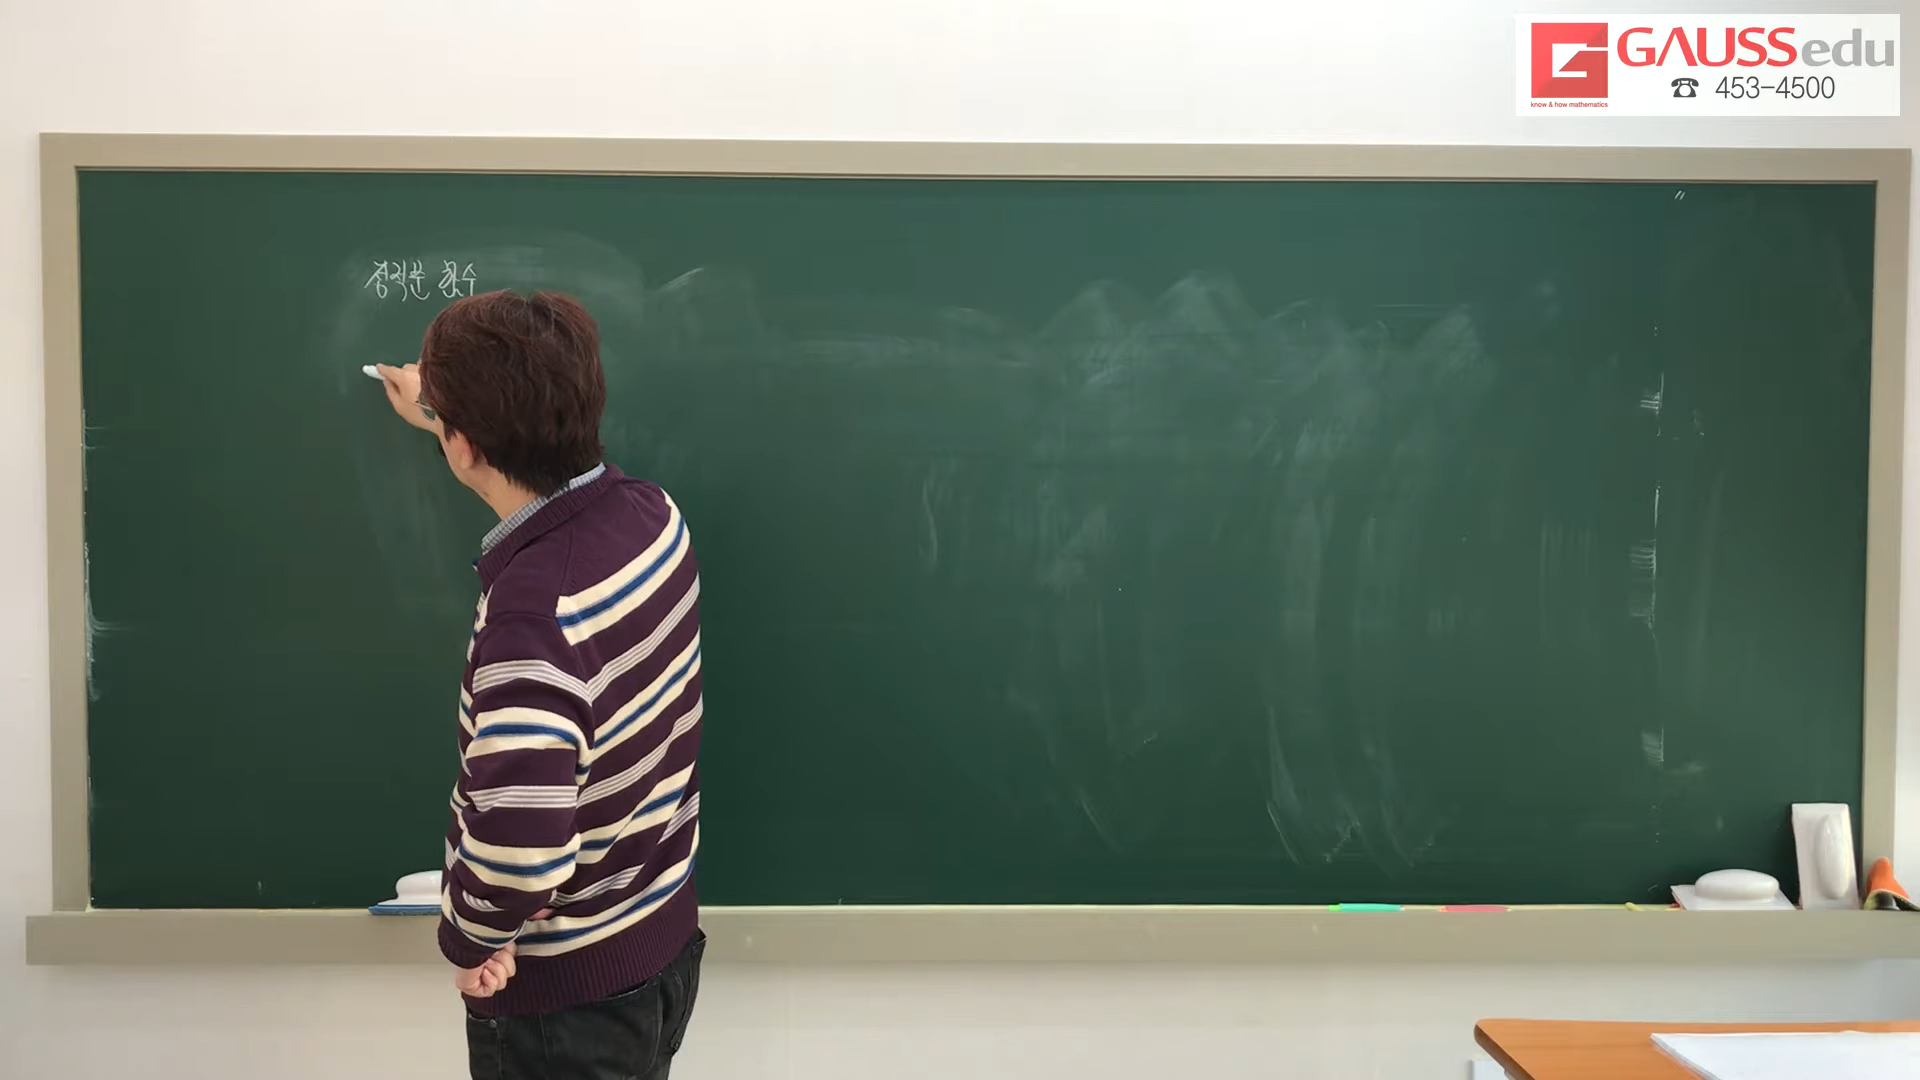 GAUSSedu
know & how mathematics
☎ 453-4500
정적분 함수